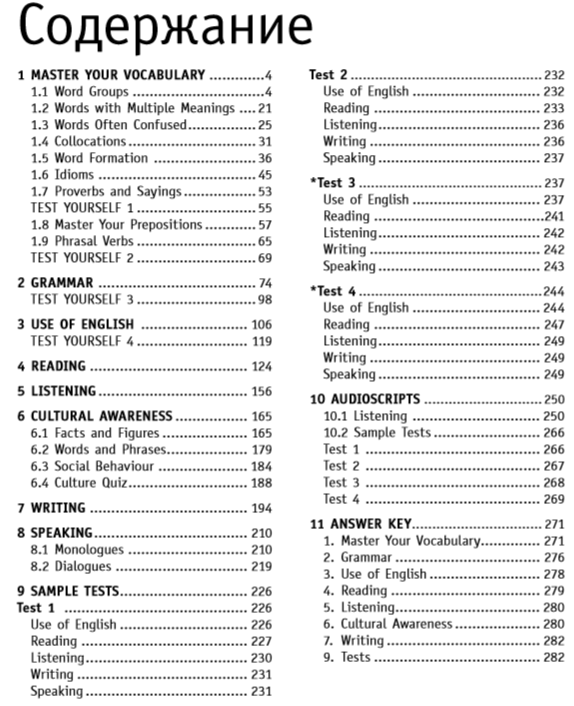 Содержание
1 MASTER YOUR VOCABULARY .............4
1.1 Word Groups ..............................4
1.2 Words with Multiple Meanings .... 21
1.3 Words Often Confused................ 25
1.4 Collocations.............................. 31
1.5 Word Formation ........................ 36
1.6 Idioms ..................................... 45
1.7 Proverbs and Sayings................. 53
TEST YOURSELF 1 ............................ 55
1.8 Master Your Prepositions ............ 57
1.9 Phrasal Verbs ........................... 65
TEST YOURSELF 2 ............................ 69
2 GRAMMAR ..................................... 74
TEST YOURSELF 3 ............................ 98
3 USE OF ENGLISH ......................... 106
TEST YOURSELF 4 .......................... 119
4 READING .................................... 124
5 LISTENING................................... 156
6 CULTURAL AWARENESS................. 165
6.1 Facts and Figures .................... 165
6.2 Words and Phrases................... 179
6.3 Social Behaviour ..................... 184
6.4 Culture Quiz............................ 188
7 WRITING .................................... 194
8 SPEAKING................................... 210
8.1 Monologues ............................ 210
8.2 Dialogues ............................... 219
9 SAMPLE TESTS............................. 226
Test 1 .......................................... 226
Use of English .............................. 226
Reading ...................................... 227
Listening..................................... 230
Writing ....................................... 231
Speaking ..................................... 231
Test 2 .......................................... 232
Use of English .............................. 232
Reading ...................................... 233
Listening..................................... 236
Writing ....................................... 236
Speaking ..................................... 237
*Test 3 ......................................... 237
Use of English .............................. 237
Reading ......................................241
Listening..................................... 242
Writing ....................................... 242
Speaking ..................................... 243
*Test 4 .........................................244
Use of English .............................. 244
Reading ...................................... 247
Listening..................................... 249
Writing ....................................... 249
Speaking ..................................... 249
10 AUDIOSCRIPTS .......................... 250
10.1 Listening .............................. 250
10.2 Sample Tests ......................... 266
Test 1 ........................................ 266
Test 2 ........................................ 267
Test 3 ........................................ 268
Test 4 ........................................ 269
11 ANSWER KEY............................. 271
1. Master Your Vocabulary............. 271
2. Grammar ................................. 276
3. Use of English ......................... 278
4. Reading .................................. 279
5. Listening................................. 280
6. Cultural Awareness ................... 280
7. Writing ................................... 282
9. Tests ...................................... 282